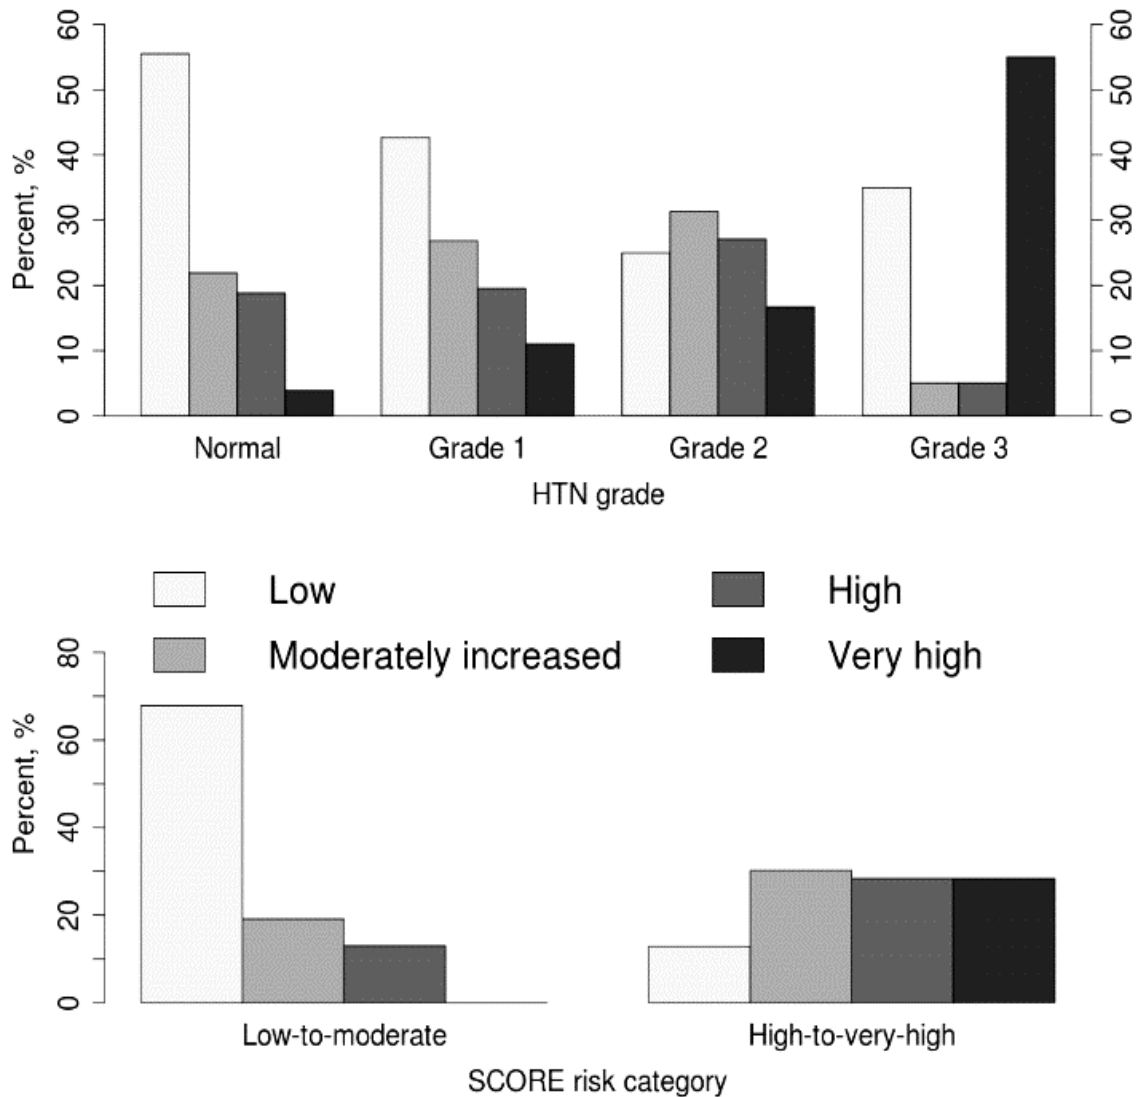 60 60
50 50
40 40
30 30
20 20
10 10
0 0
Percent, %
Normal Grade 1 Grade 2 Grade 3
HTN grade
Low High
Moderately increased Very high
80
60
40
20
0
Percent, %
Low-to-moderate High-to-very-high
SCORE risk category